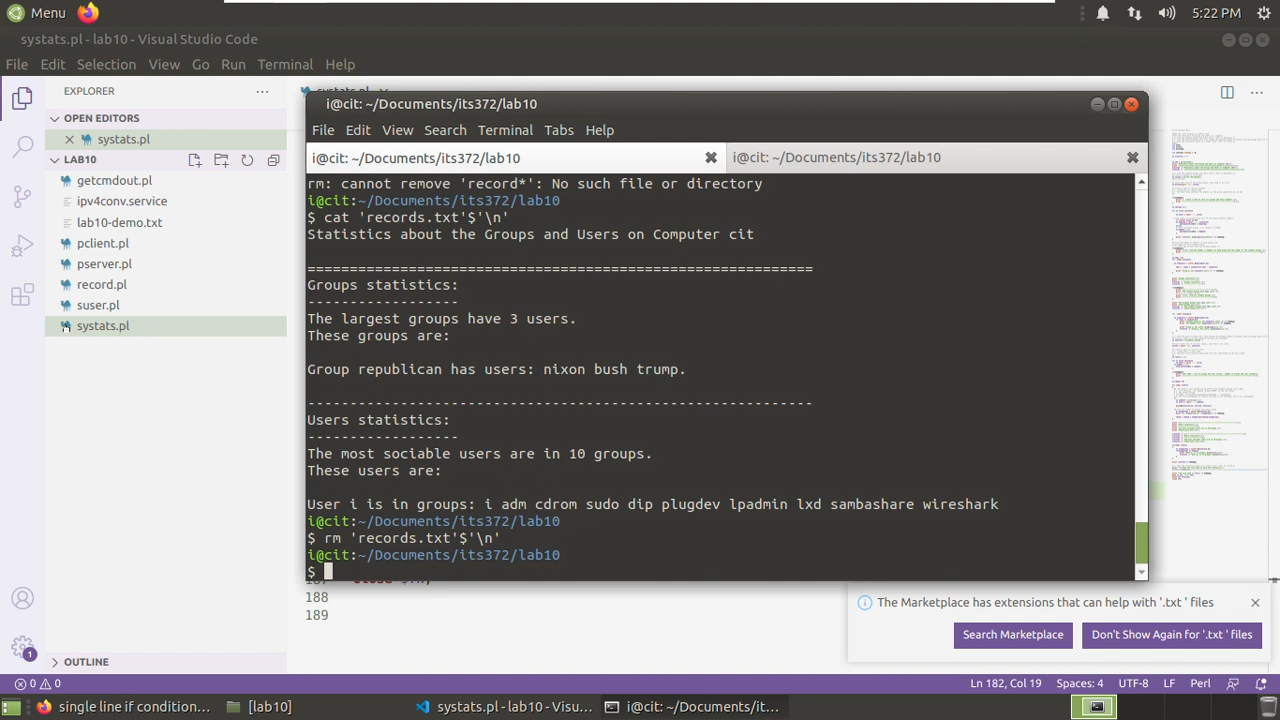 Menu
5:22 PM
systats.pl - lab10 - Visual Studio Code
File Edit Selection View Go Run Terminal Help
EXPLORER
OPEN EDITORS
systats.pl
LAB10
getcmdout.pl
ipv4conv.service
lab10-demo.txt
pclient.pl
pserver.pl
record.pl
suser.pl
systats.pl
OUTLINE
i@cit: ~/Documents/its372/lab10
File Edit View Search Terminal Tabs Help
i@cit: ~/Documents/its372/lab10
i@cit: ~/Documents/its372/lab10
rm: cannot remove 'recor*': No such file or directory
i@cit:~/Documents/its372/lab10
$ cat 'records.txt'$'\n'
Statistics about the Groups and Users on Computer cit
============================================================
Groups statistics:
------------------
The largest groups have 3 users.
These groups are:
Group republican has users: nixon bush trump.
------------------------------------------------------------
Users statistics:
------------------
The most sociable users are in 10 groups.
These users are:
User i is in groups: i adm cdrom sudo dip plugdev lpadmin lxd sambashare wireshark
i@cit:~/Documents/its372/lab10
$ rm 'records.txt'$'\n'
i@cit:~/Documents/its372/lab10
$
188
189
The Marketplace has extensions that can help with '.txt ' files
Search Marketplace
Don't Show Again for '.txt ' files
1
0 0
Ln 182, Col 19 Spaces: 4 UTF-8 LF Perl
single line if condition...
[lab10]
systats.pl - lab10 - Visu...
i@cit: ~/Documents/it...